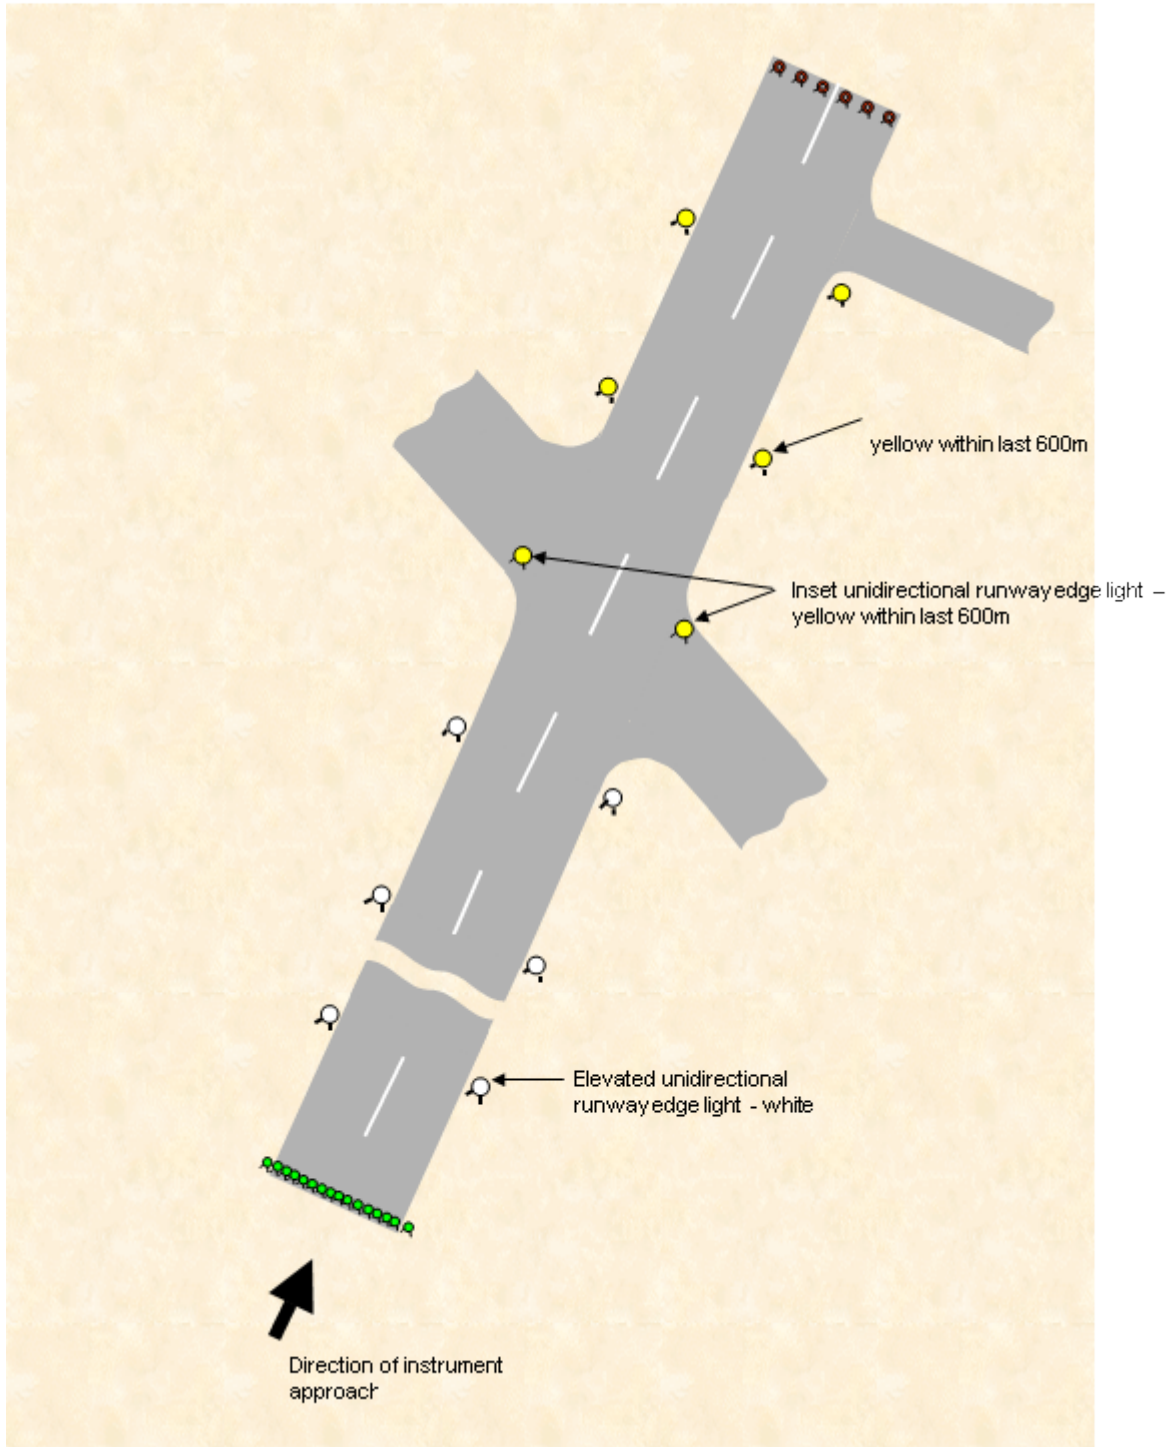 yellow within last 600m
Inset unidirectional runway edge light –
yellow within last 600m
Elevated unidirectional
runway edge light - white
Direction of instrument
approach